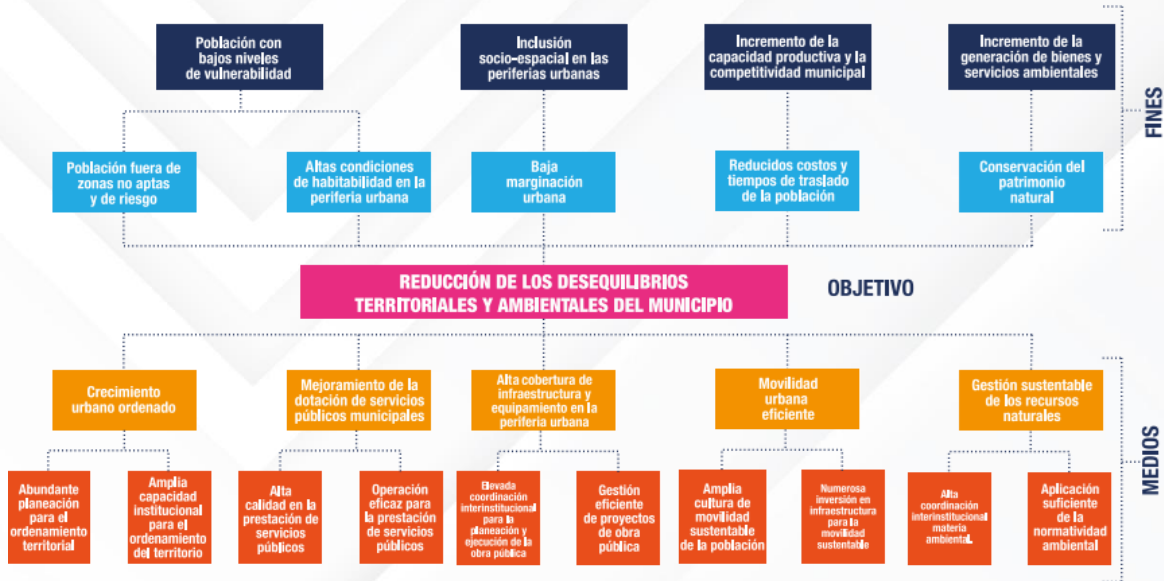 Población con
bajos niveles
de vulnerabilidad
Inclusión
socio-espacial en las
periferias urbanas
Incremento de la
capacidad productiva y la
competitividad municipal
Incremento de la
generación de bienes y
servicios ambientales
FINES
Población fuera de
zonas no aptas
y de riesgo
Altas condiciones
de habitabilidad en la
periferia urbana
Baja
marginación
urbana
Reducidos costos y
tiempos de traslado
de la población
Conservación del
patrimonio
natural
REDUCCIÓN DE LOS DESEQUILIBRIOS
TERRITORIALES Y AMBIENTALES DEL MUNICIPIO
OBJETIVO
Crecimiento
urbano ordenado
Mejoramiento de la
dotación de servicios
públicos municipales
Alta cobertura de
infraestructura y
equipamiento en la
periferia urbana
Movilidad
urbana
eficiente
Gestión sustentable
de los recursos
naturales
MEDIOS
Abundante
planeación
para el
ordenamiento
territorial
Amplia
capacidad
institucional
para el
ordenamiento
del territorio
Alta
calidad en la
prestación de
servicios
públicos
Operación
eficaz para
la prestación
de servicios
públicos
Elevada
coordinación
interinstitucional
para la
planeación y
ejecución de la
obra pública
Gestión
eficiente
de proyectos
de obra
pública
Amplia
cultura de
movilidad
sustentable
de la población
Numerosa
inversión en
infraestructura
para la
movilidad
sustentable
Alta
coordinación
interinstitucional
materia
ambiental.
Aplicación
suficiente
de la
normatividad
ambiental